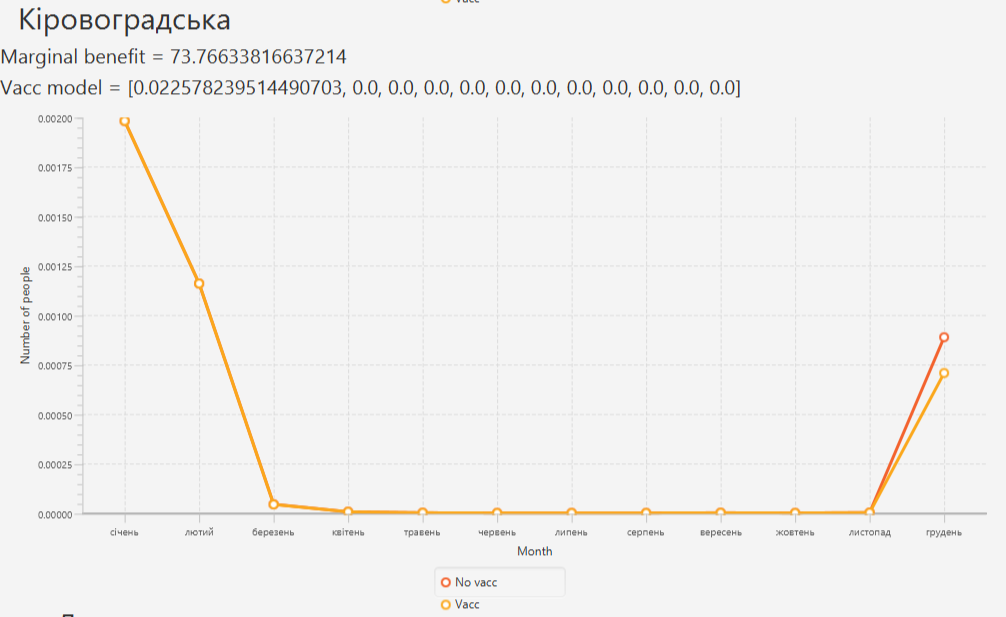 Vacc
Кіровоградська
Marginal benefit = 73.76633816637214
Vacc model = [0.022578239514490703, 0.0, 0.0, 0.0, 0.0, 0.0, 0.0, 0.0, 0.0, 0.0, 0.0, 0.0]
0.00200
0.00175
0.00150
0.00125
0.00100
0.00075
0.00050
0.00025
0.00000
Number of people
січень лютий березень квітень травень червень липень серпень вересень жовтень листопад грудень
Month
No vacc
Vacc